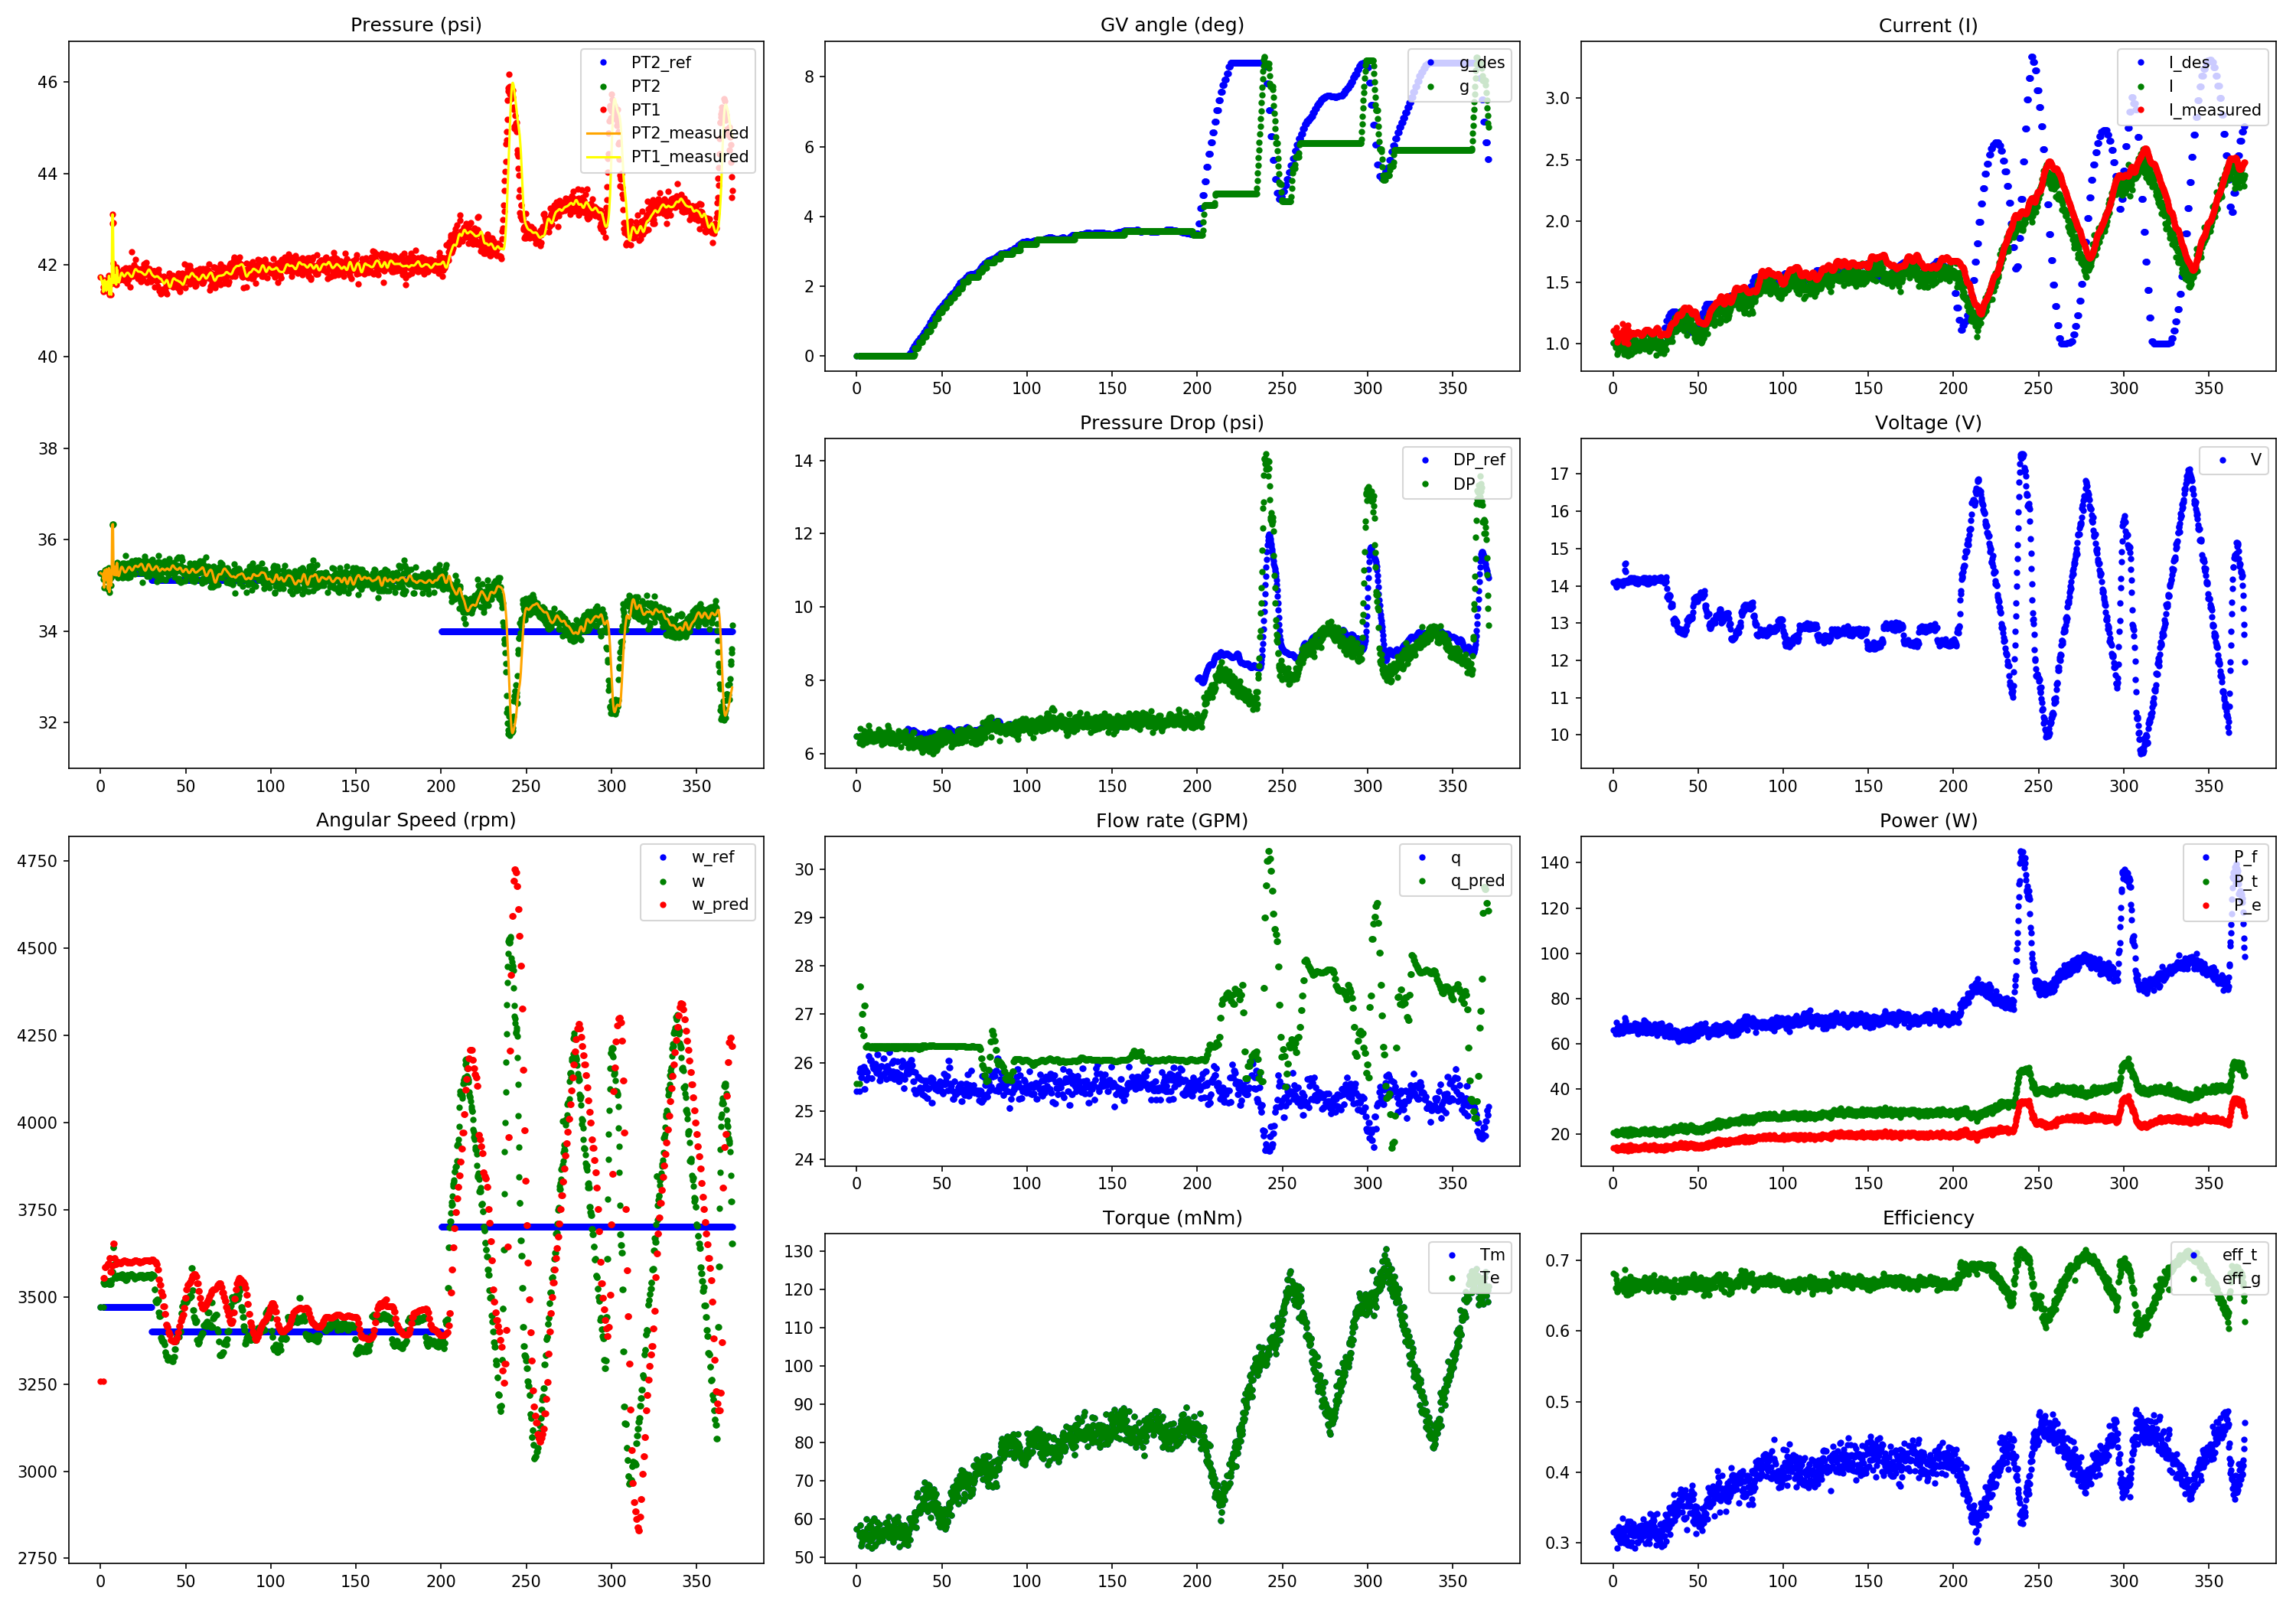 Pressure (psi)
PT2_ref
PT2
PT1
PT2_measured
PT1_measured
46
44
42
40
38
36
34
32
0 50 100 150 200 250 300 350
GV angle (deg)
g_des
g
8
6
4
2
0
0 50 100 150 200 250 300 350
Current (I)
I_des
I
I_measured
3.0
2.5
2.0
1.5
1.0
0 50 100 150 200 250 300 350
Pressure Drop (psi)
DP_ref
DP
14
12
10
8
6
0 50 100 150 200 250 300 350
Voltage (V)
V
17
16
15
14
13
12
11
10
0 50 100 150 200 250 300 350
Angular Speed (rpm)
w_ref
w
w_pred
4750
4500
4250
4000
3750
3500
3250
3000
2750
0 50 100 150 200 250 300 350
Flow rate (GPM)
q
q_pred
30
29
28
27
26
25
24
0 50 100 150 200 250 300 350
Power (W)
P_f
P_t
P_e
140
120
100
80
60
40
20
0 50 100 150 200 250 300 350
Torque (mNm)
Tm
Te
130
120
110
100
90
80
70
60
50
0 50 100 150 200 250 300 350
Efficiency
eff_t
eff_g
0.7
0.6
0.5
0.4
0.3
0 50 100 150 200 250 300 350